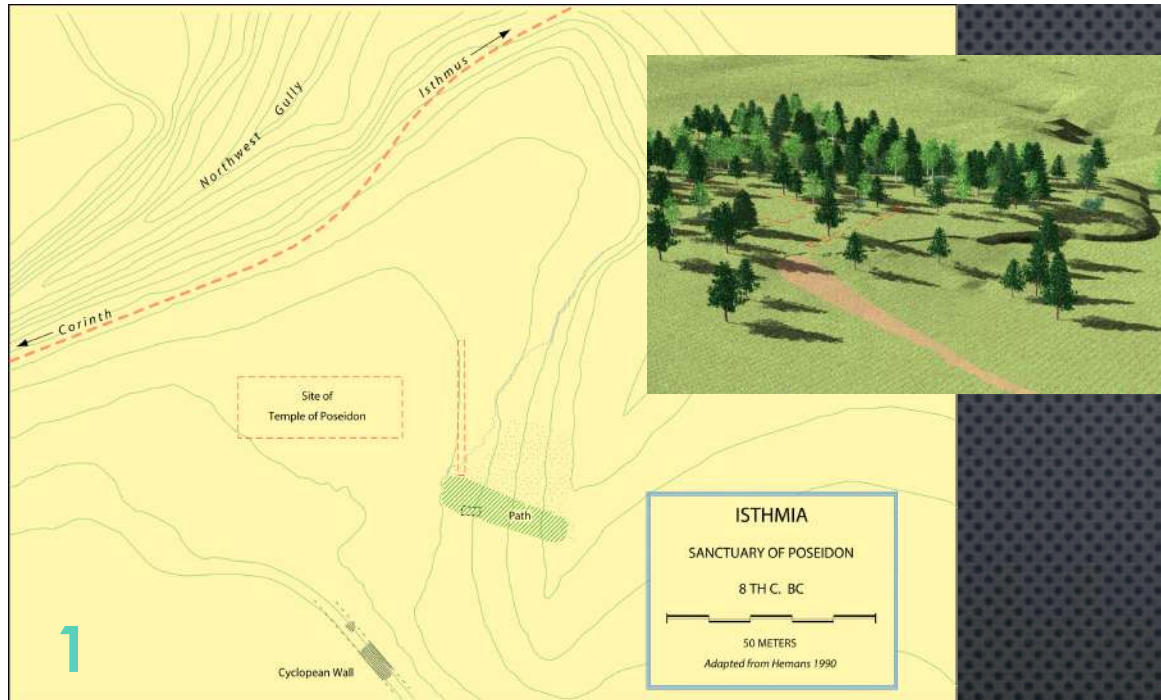 Northwest Gully
Isthmus
Corinth
Site of
Temple of Poseidon
Path
Cyclopean Wall
ISTHMIA
SANCTUARY OF POSEIDON
8 TH C. BC
50 METERS
Adapted from Hemans 1990
1